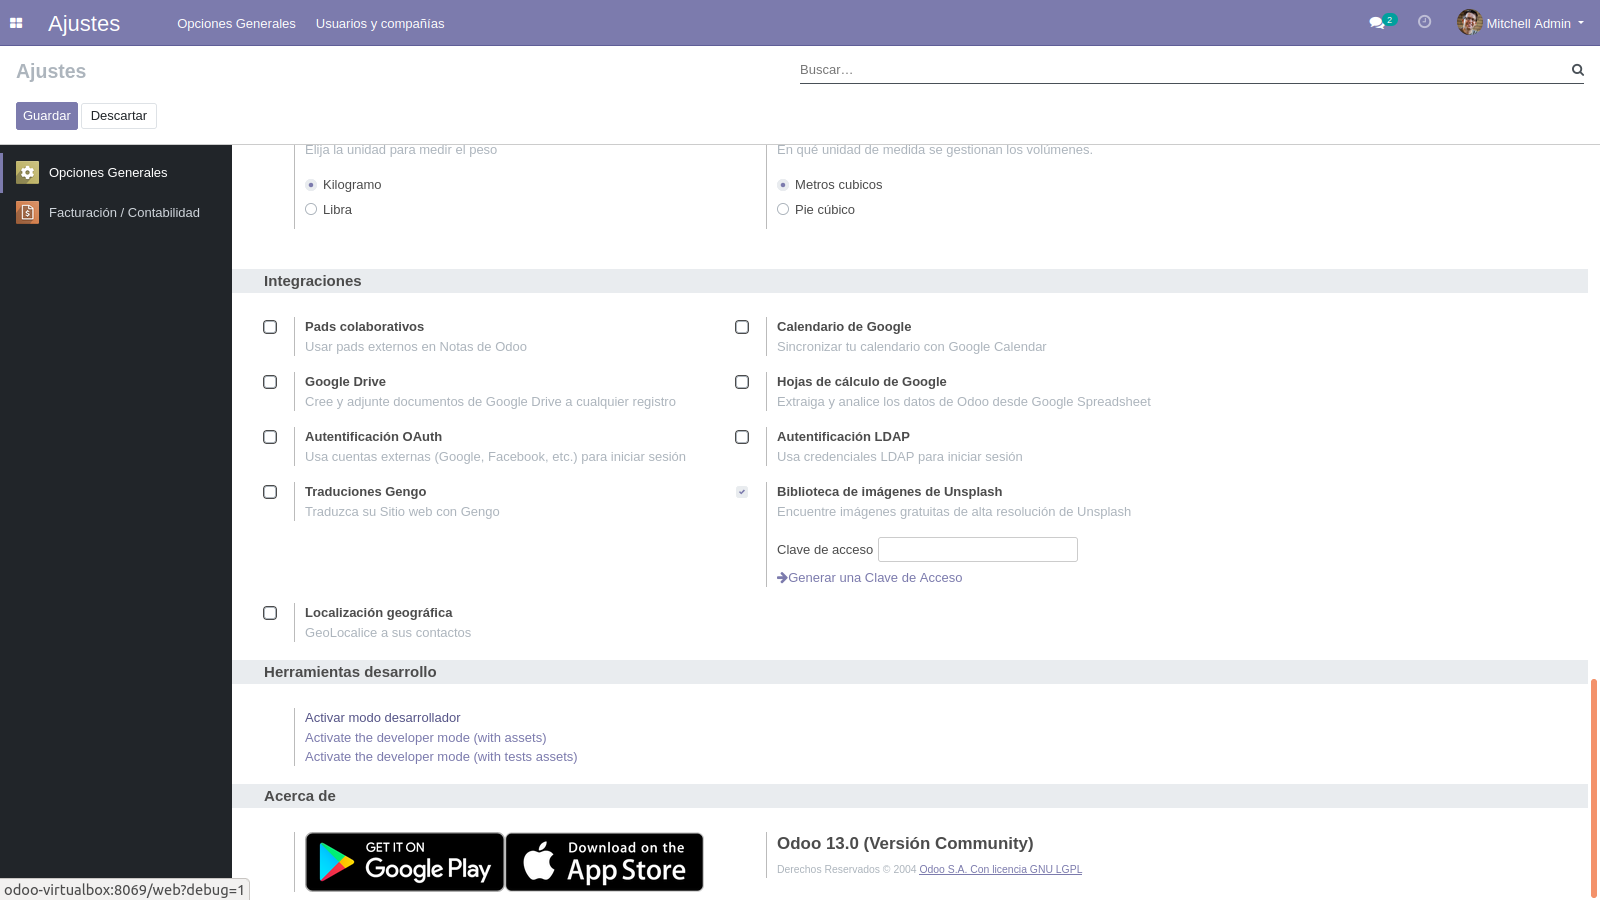 Ajustes
Opciones Generales
Usuarios y compañías
2
Mitchell Admin
Ajustes
Buscar…
Guardar
Descartar
Opciones Generales
Facturación / Contabilidad
Elija la unidad para medir el peso
En qué unidad de medida se gestionan los volúmenes.
Kilogramo
Metros cubicos
Libra
Pie cúbico
Integraciones
Pads colaborativos
Usar pads externos en Notas de Odoo
Calendario de Google
Sincronizar tu calendario con Google Calendar
Google Drive
Cree y adjunte documentos de Google Drive a cualquier registro
Hojas de cálculo de Google
Extraiga y analice los datos de Odoo desde Google Spreadsheet
Autentificación OAuth
Usa cuentas externas (Google, Facebook, etc.) para iniciar sesión
Autentificación LDAP
Usa credenciales LDAP para iniciar sesión
Traduciones Gengo
Traduzca su Sitio web con Gengo
Biblioteca de imágenes de Unsplash
Encuentre imágenes gratuitas de alta resolución de Unsplash
Clave de acceso
Generar una Clave de Acceso
Localización geográfica
GeoLocalice a sus contactos
Herramientas desarrollo
Activar modo desarrollador
Activate the developer mode (with assets)
Activate the developer mode (with tests assets)
Acerca de
GET IT ON
Google Play
Download on the
App Store
Odoo 13.0 (Versión Community)
Derechos Reservados © 2004 Odoo S.A. Con licencia GNU LGPL
odoo-virtualbox:8069/web?debug=1